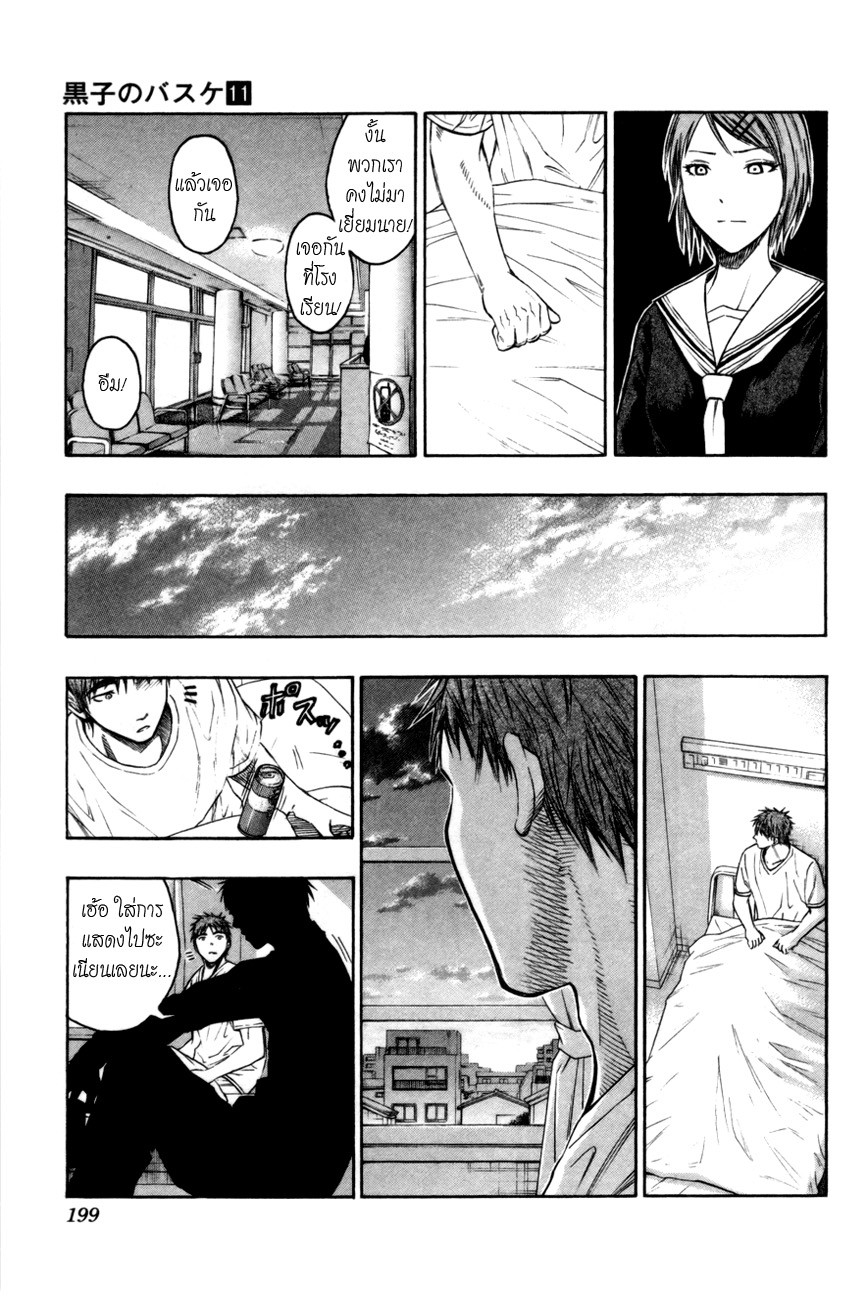 黒子のバスケ 11
งั้น
พวกเรา
คงไม่มา
เยี่ยมนาย!
เจอกัน
ที่โรง
เรียน!
แล้วเจอ
กัน
อืม!
ポスッ...
เฮ้อ ใส่การ
แสดงไปซะ
เนียนเลยนะ...
199